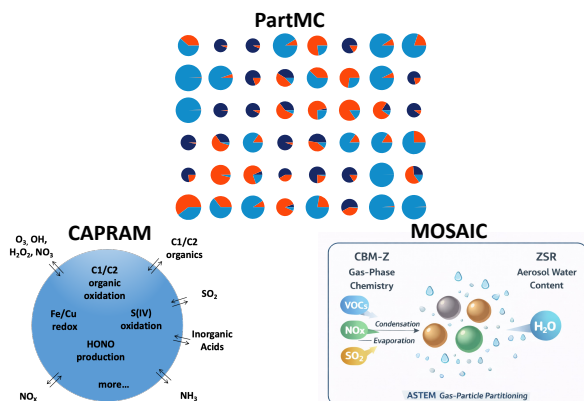 PartMC
CAPRAM
O₃, OH,
H₂O₂, NO₃
C1/C2
organics
C1/C2
organic
oxidation
SO₂
Fe/Cu
redox
S(IV)
oxidation
HONO
production
Inorganic
Acids
more...
NOₓ
NH₃
MOSAIC
CBM-Z
Gas-Phase
Chemistry
ZSR
Aerosol Water
Content
VOCs
NOx
SO₂
Condensation
Evaporation
H₂O
ASTEM Gas-Particle Partitioning